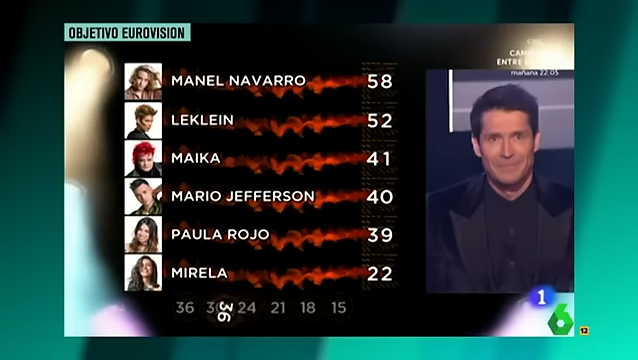 OBJETIVO EUROVISION
ENTRE
mañana 22.05
MANEL NAVARRO 58
LEKLEIN 52
MAIKA 41
MARIO JEFFERSON 40
PAULA ROJO 39
MIRELA 22
36 24 21 18 15
36
1
6
12